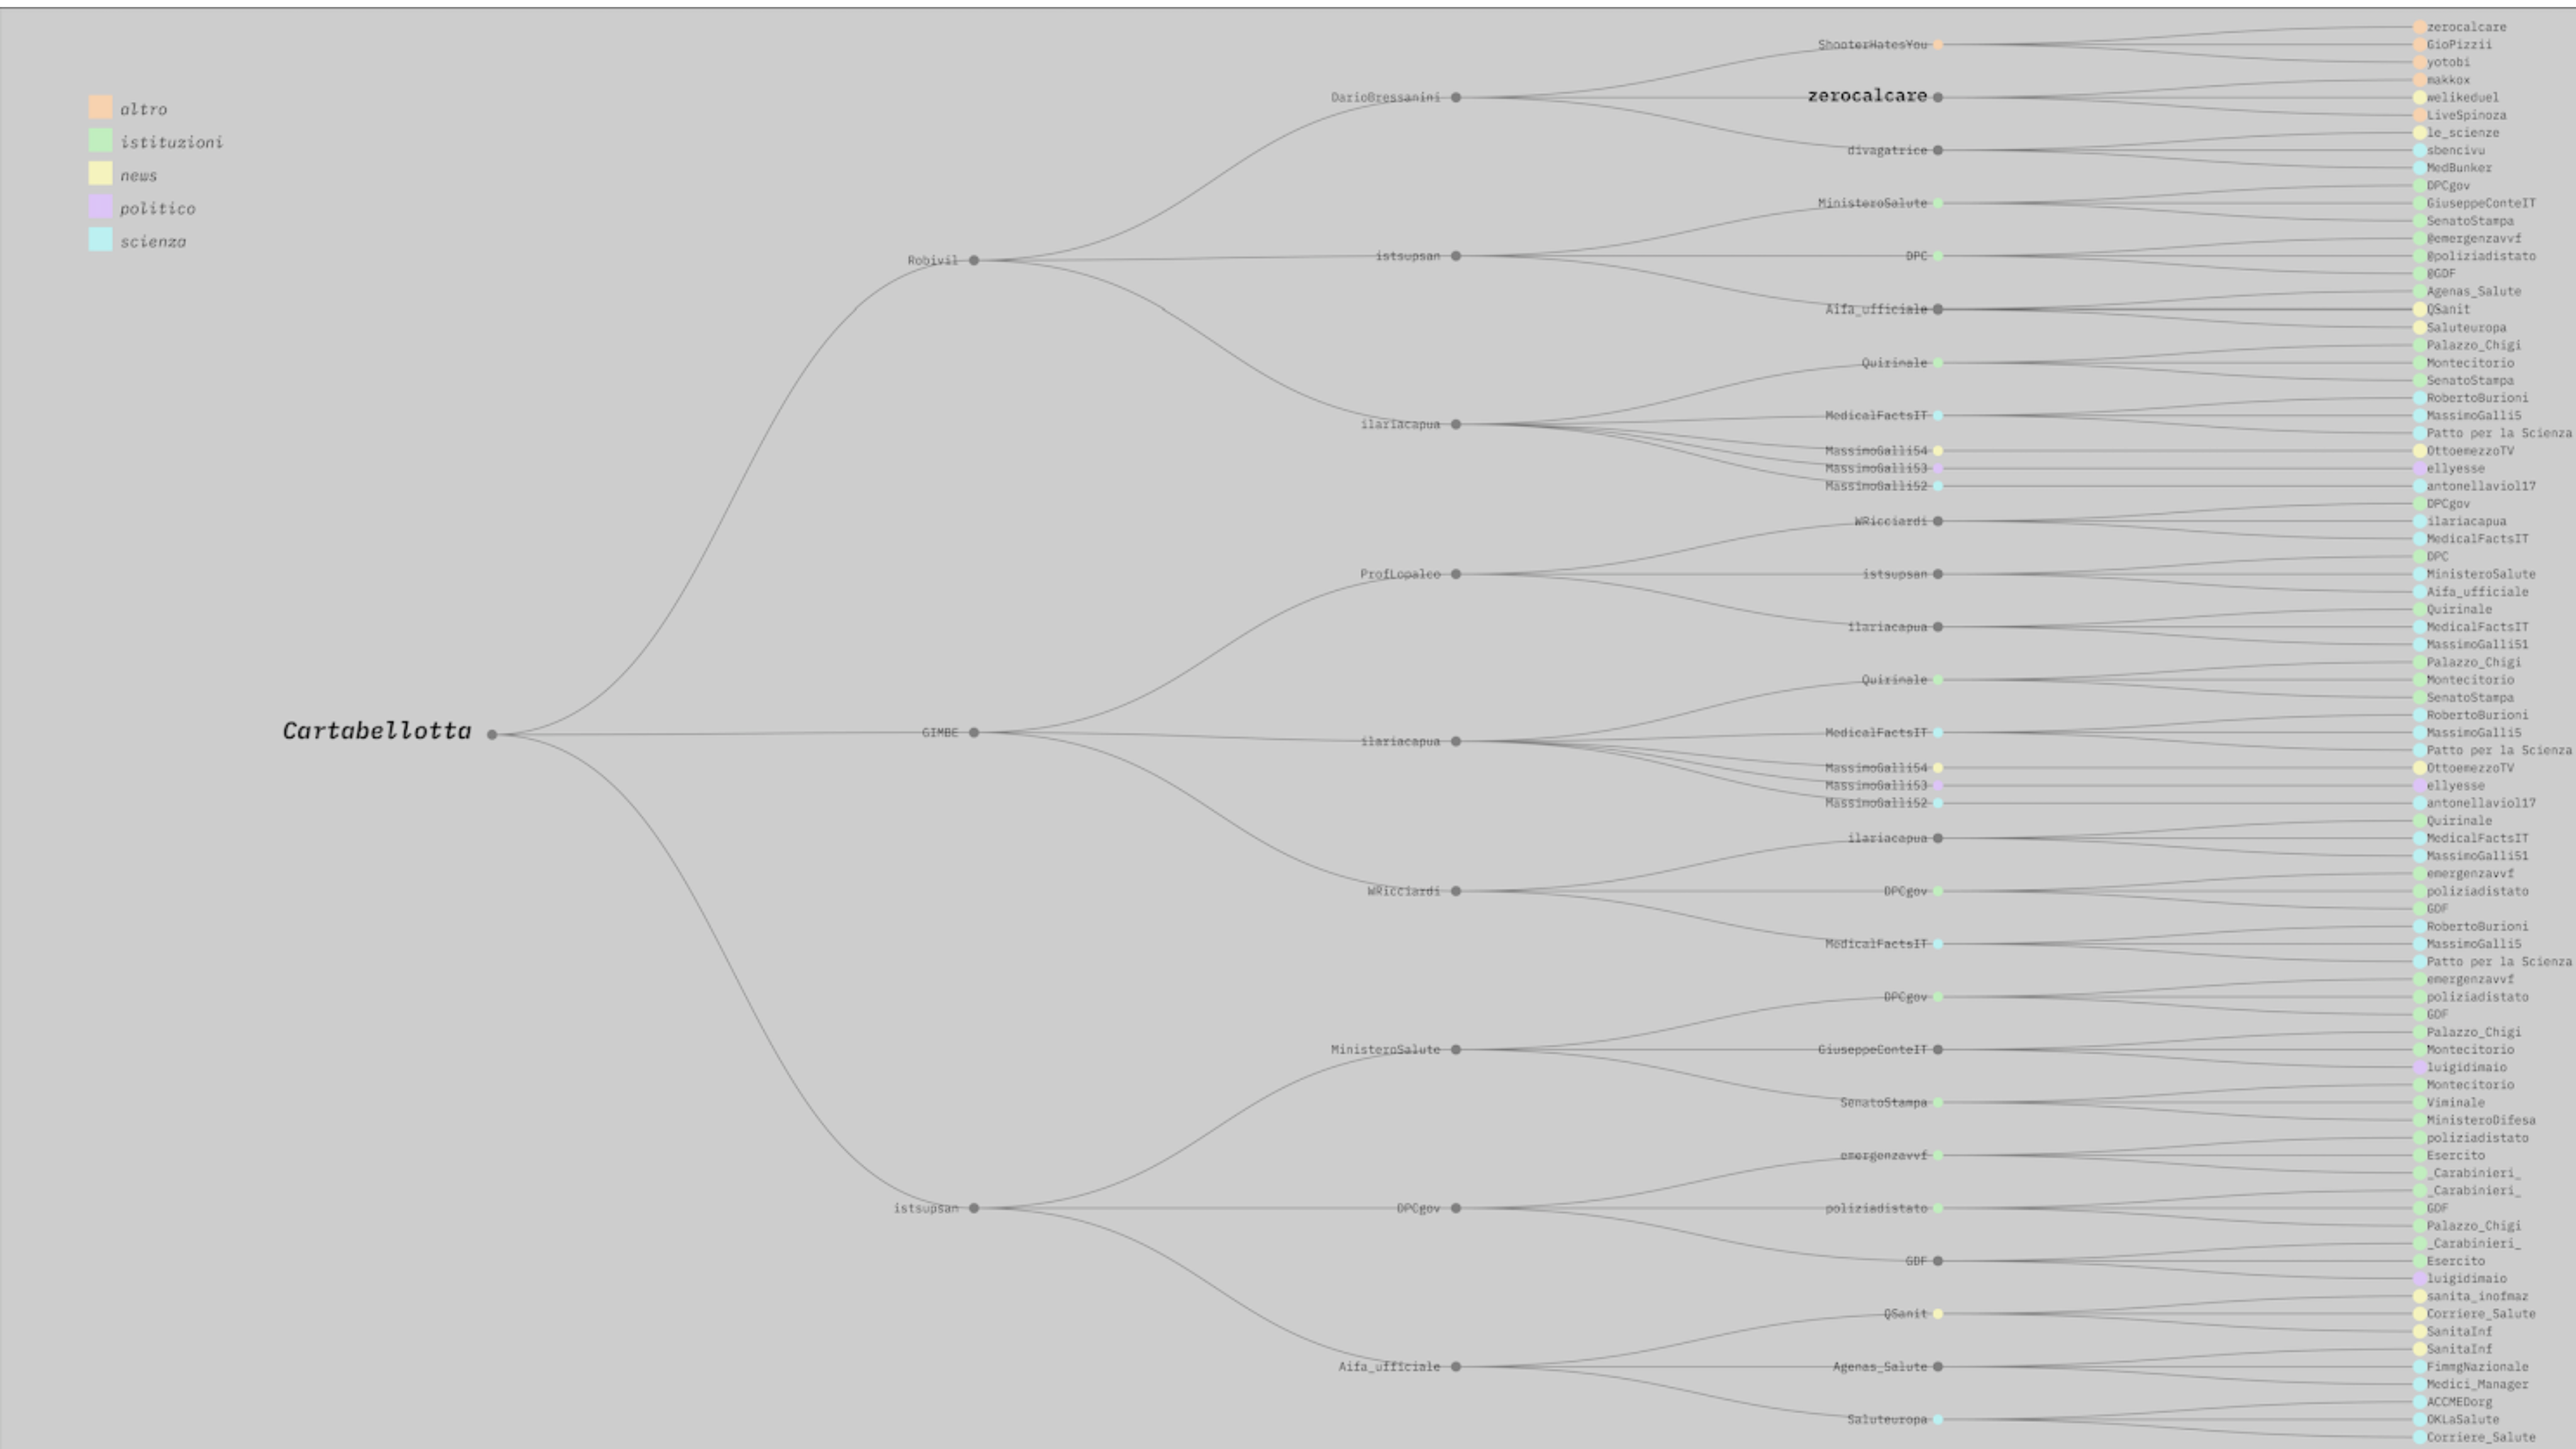 altro
istituzioni
news
politico
scienza
Cartabellotta
Robivil
GIMBE
istsupsan
DarioBressanini
istsupsan
ilariacapua
ProfLopalco
ilariacapua
WRicciardi
MinisteroSalute
DPCgov
Aifa_ufficiale
ShooterHatesYou
zerocalcare
divagatrice
MinisteroSalute
DPC
Aifa_ufficiale
Quirinale
MedicalFactsIT
MassimoGalli54
MassimoGalli53
MassimoGalli52
WRicciardi
istsupsan
ilariacapua
Quirinale
MedicalFactsIT
MassimoGalli54
MassimoGalli53
MassimoGalli52
ilariacapua
DPCgov
MedicalFactsIT
DPCgov
GiuseppeConteIT
SenatoStampa
emergenzavvf
poliziadistato
GDF
QSanit
Agenas_Salute
Saluteuropa
zerocalcare
GioPizzii
yotobi
makkox
welikeduel
LiveSpinoza
le_scienze
sbencivu
MedBunker
DPCgov
GiuseppeConteIT
SenatoStampa
@emergenzavvf
@poliziadistato
@GDF
Agenas_Salute
QSanit
Saluteuropa
Palazzo_Chigi
Montecitorio
SenatoStampa
RobertoBurioni
MassimoGalli5
Patto per la Scienza
OttoemezzoTV
ellyesse
antonellaviol17
DPCgov
ilariacapua
MedicalFactsIT
DPC
MinisteroSalute
Aifa_ufficiale
Quirinale
MedicalFactsIT
MassimoGalli51
Palazzo_Chigi
Montecitorio
SenatoStampa
RobertoBurioni
MassimoGalli5
Patto per la Scienza
OttoemezzoTV
ellyesse
antonellaviol17
Quirinale
MedicalFactsIT
MassimoGalli51
emergenzavvf
poliziadistato
GDF
RobertoBurioni
MassimoGalli5
Patto per la Scienza
emergenzavvf
poliziadistato
GDF
Palazzo_Chigi
Montecitorio
luigidimaio
Montecitorio
Viminale
MinisteroDifesa
poliziadistato
Esercito
_Carabinieri_
_Carabinieri_
GDF
Palazzo_Chigi
_Carabinieri_
Esercito
luigidimaio
sanita_inofmaz
Corriere_Salute
SanitaInf
SanitaInf
FimmgNazionale
Medici_Manager
ACCMEDorg
OKLaSalute
Corriere_Salute